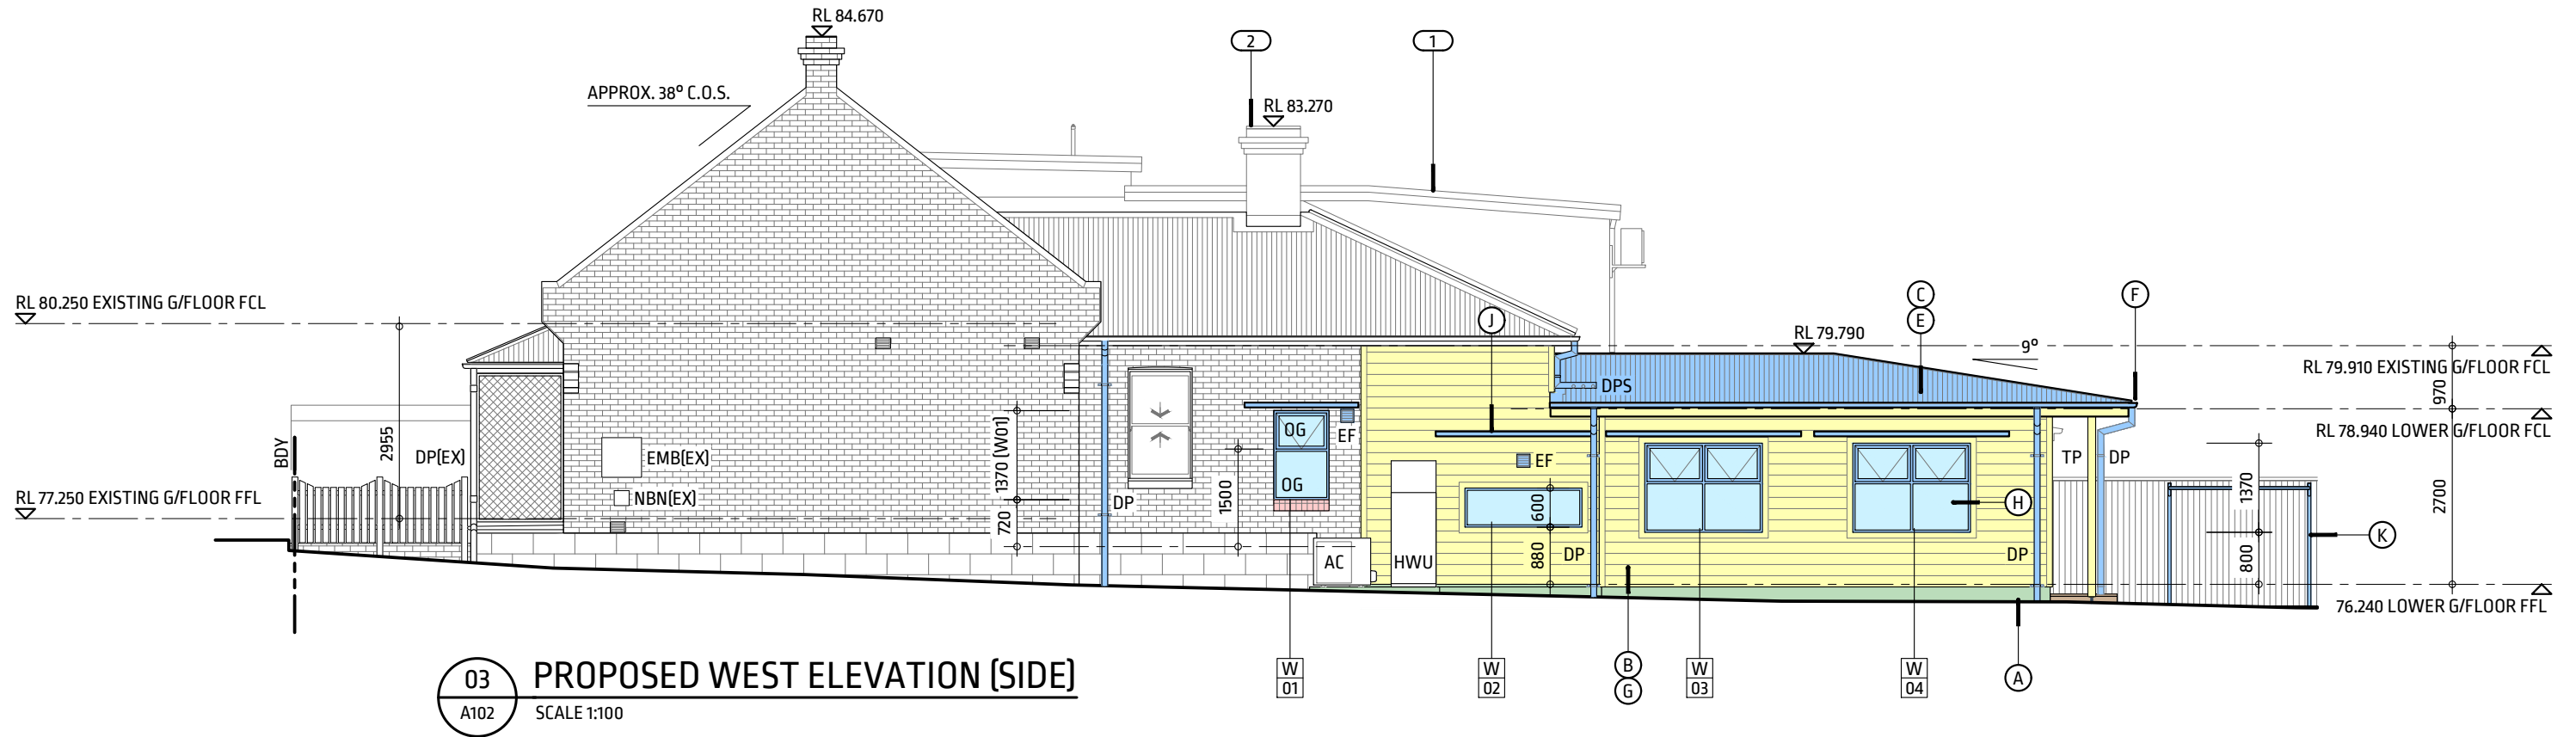 RL 84.670
2
1
APPROX. 38° C.O.S.
RL 83.270
RL 80.250 EXISTING G/FLOOR FCL
C
E
F
J
RL 79.790
9°
RL 79.910 EXISTING G/FLOOR FCL
970
DPS
RL 78.940 LOWER G/FLOOR FCL
2955
BDY
DP(EX)
EMB(EX)
NBN(EX)
RL 77.250 EXISTING G/FLOOR FFL
1370 (W01)
720
DP
1500
OG
OG
EF
EF
600
880
AC
HWU
DP
DP
TP
DP
H
1370
800
2700
K
76.240 LOWER G/FLOOR FFL
W
01
W
02
B
G
W
03
W
04
A
03
A102
PROPOSED WEST ELEVATION (SIDE)
SCALE 1:100